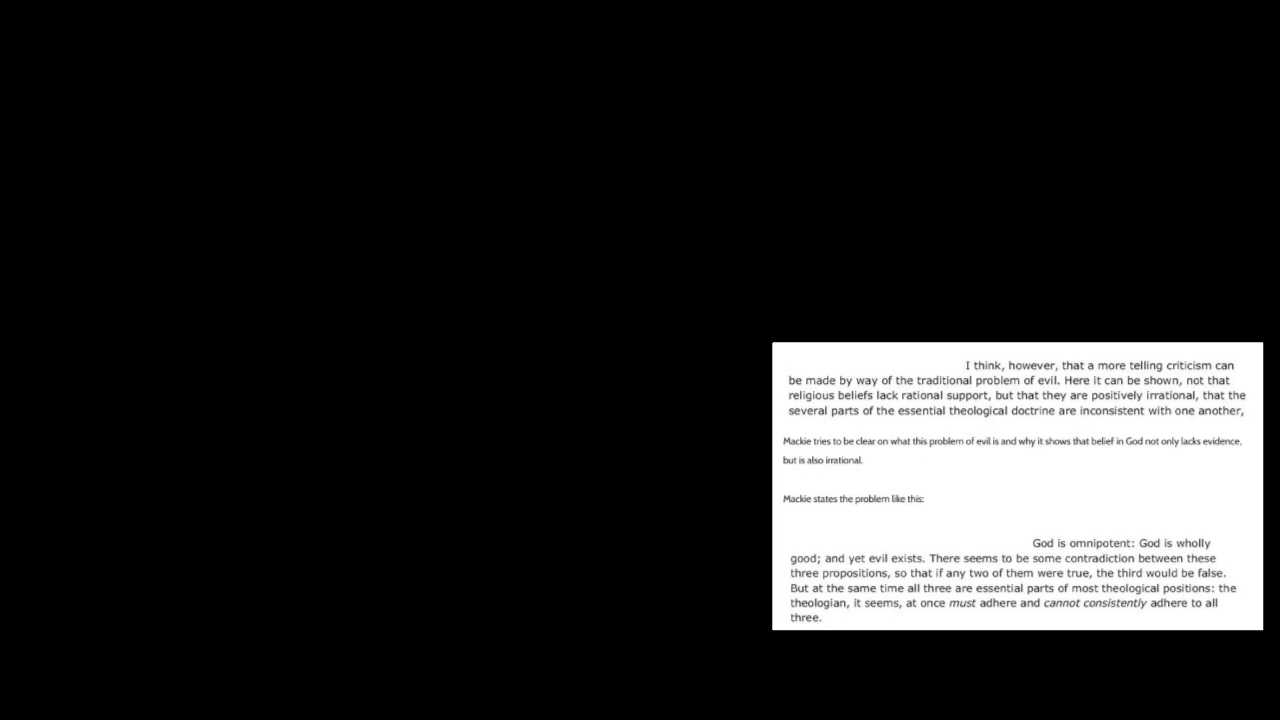 I think, however, that a more telling criticism can
be made by way of the traditional problem of evil. Here it can be shown, not that
religious beliefs lack rational support, but that they are positively irrational, that the
several parts of the essential theological doctrine are inconsistent with one another,
Mackie tries to be clear on what this problem of evil is and why it shows that belief in God not only lacks evidence,
but is also irrational.
Mackie states the problem like this:
God is omnipotent: God is wholly
good; and yet evil exists. There seems to be some contradiction between these
three propositions, so that if any two of them were true, the third would be false.
But at the same time all three are essential parts of most theological positions: the
theologian, it seems, at once must adhere and cannot consistently adhere to all
three.